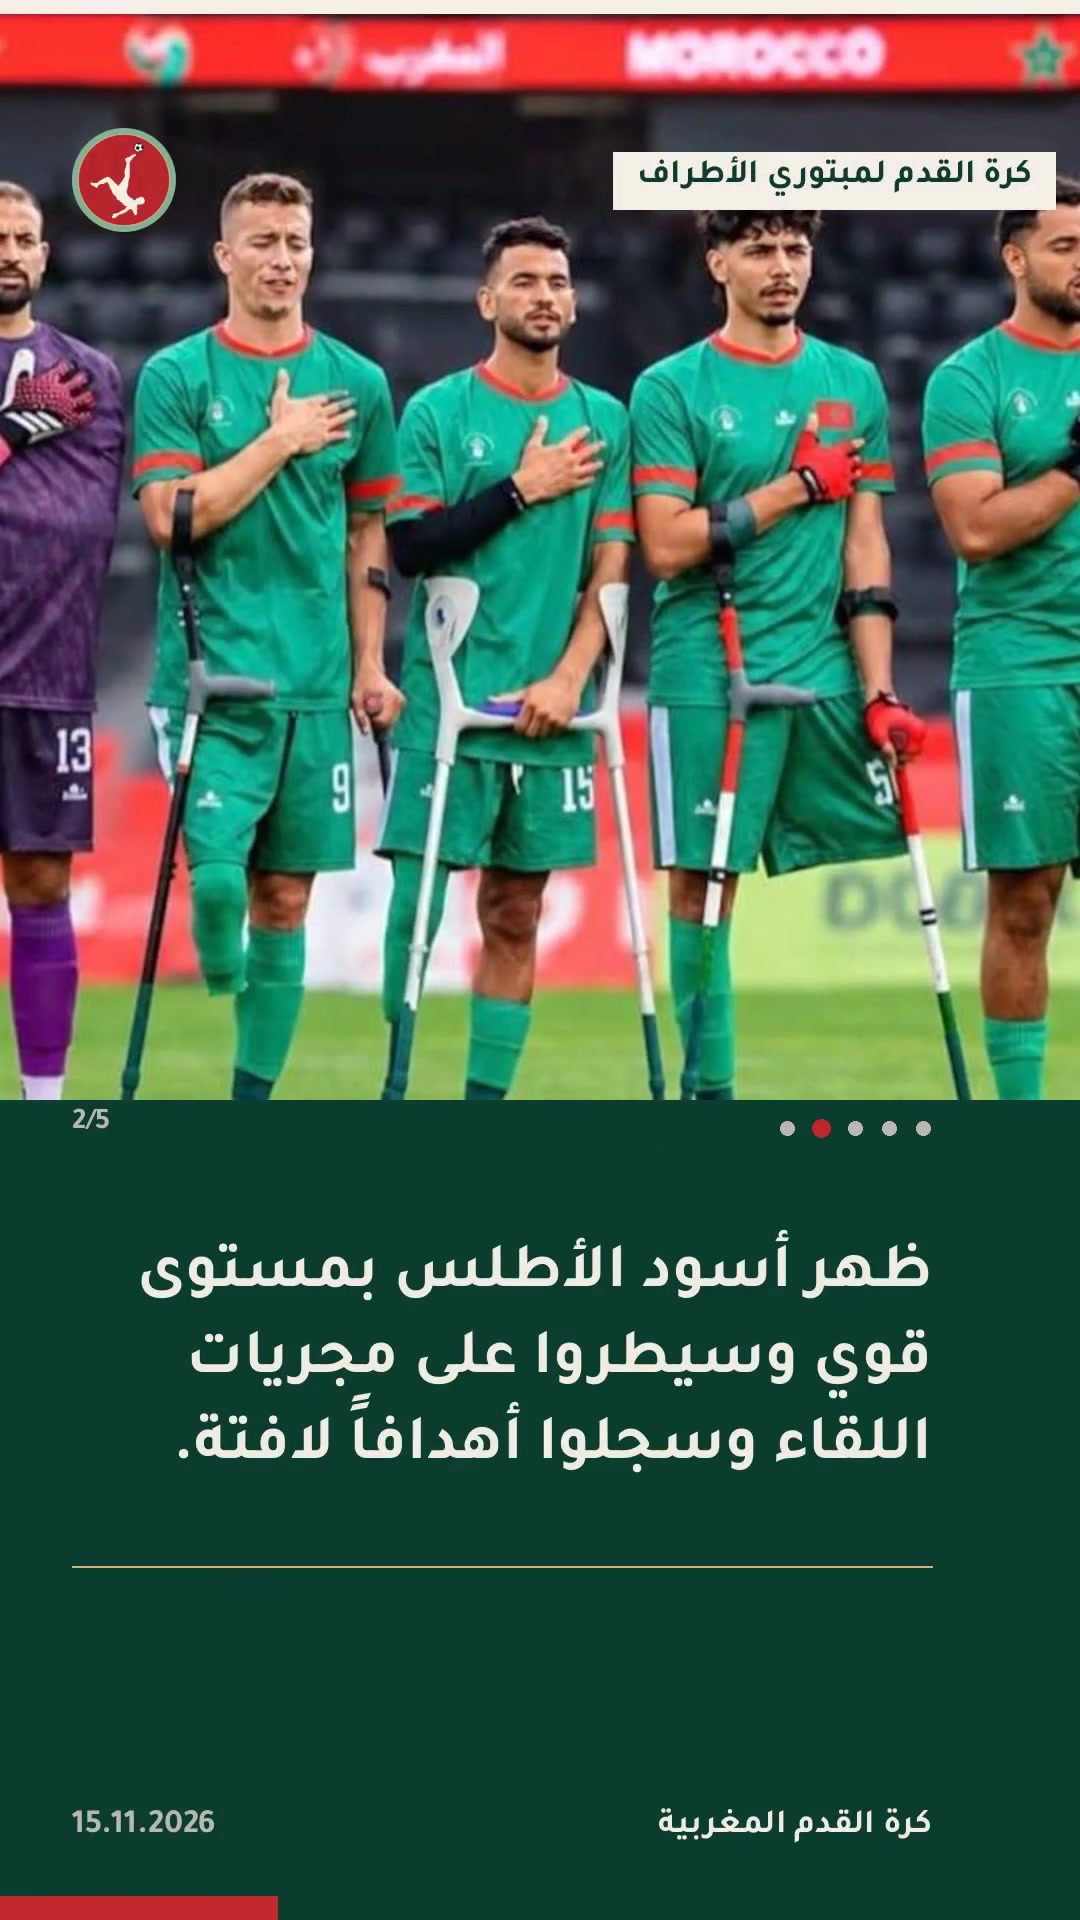 المغرب MOROCCO
كرة القدم لمبتوري الأطراف
13
9
15
5
2/5
ظهر أسود الأطلس بمستوى
قوي وسيطروا على مجريات
اللقاء وسجلوا أهدافاً لافتة.
كرة القدم المغربية
15.11.2026